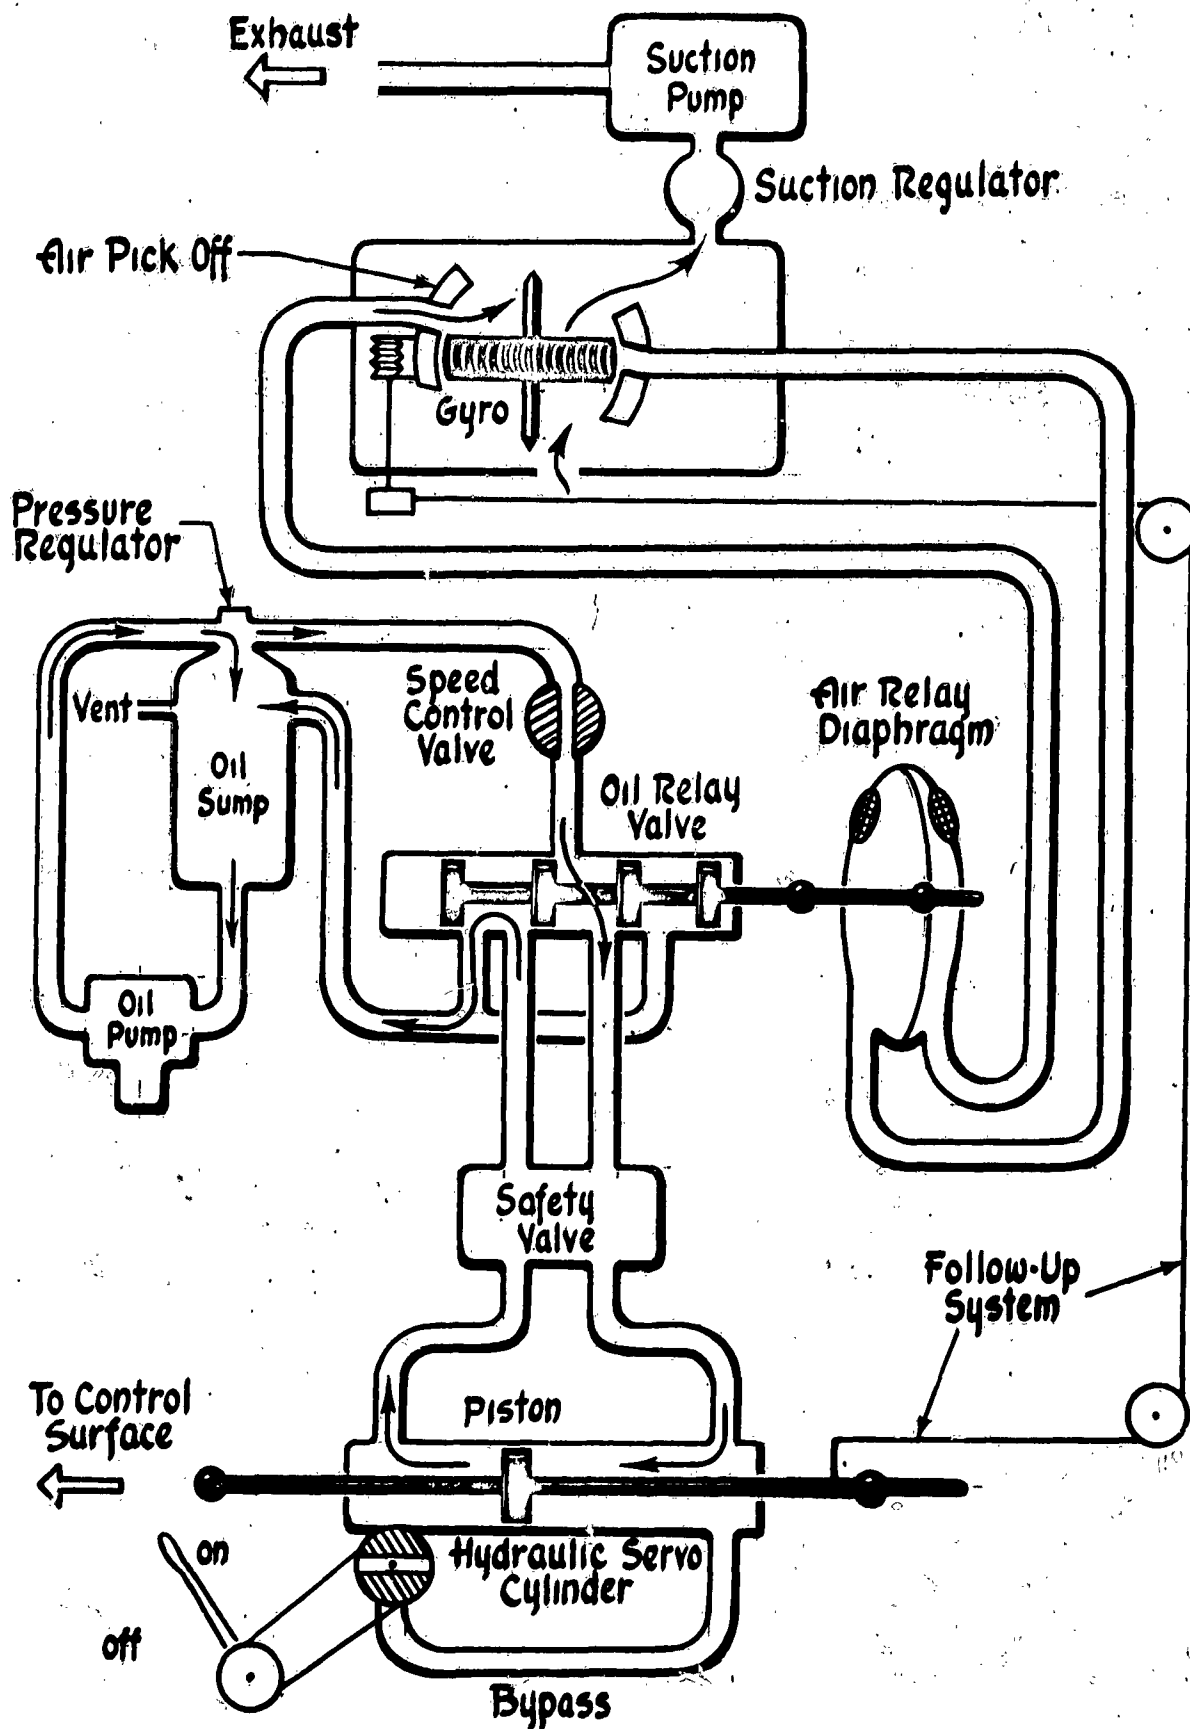 Exhaust
Suction
Pump
Suction Regulator
Air Pick Off
Gyro
Pressure
Regulator
Vent
Oil
Sump
Speed
Control
Valve
Air Relay
Diaphragm
Oil Relay
Valve
Oil
Pump
Safety
Valve
Follow-Up
System
To Control
Surface
Piston
on
off
Hydraulic Servo
Cylinder
Bypass